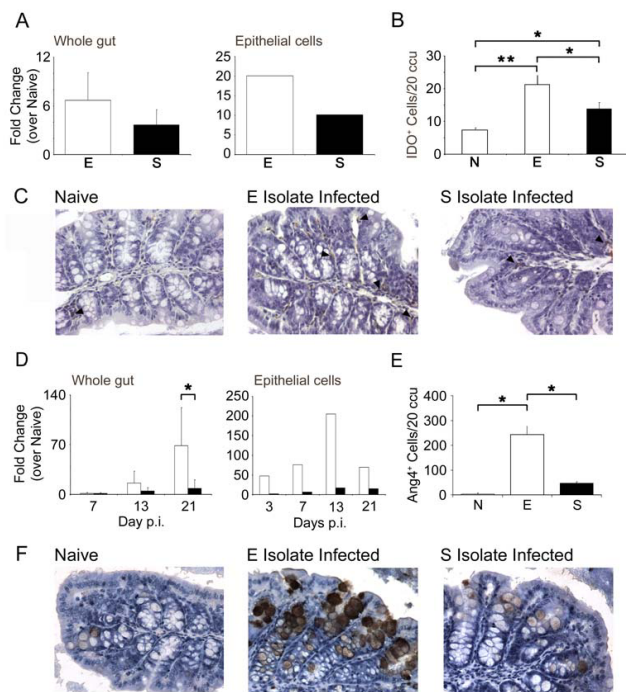 A
Whole gut
Epithelial cells
Fold Change
(over Naive)
12
6
0
E S
25
20
15
10
5
0
E S
B
IDO⁺ Cells/20 ccu
30
20
10
0
* 
** *
N E S
C
Naive
E Isolate Infected
S Isolate Infected
D
Whole gut
Epithelial cells
Fold Change
(over Naive)
140
70
0
*
7 13 21
Day p.i.
250
200
150
100
50
0
3 7 13 21
Days p.i.
E
Ang4⁺ Cells/20 ccu
400
300
200
100
0
* *
N E S
F
Naive
E Isolate Infected
S Isolate Infected